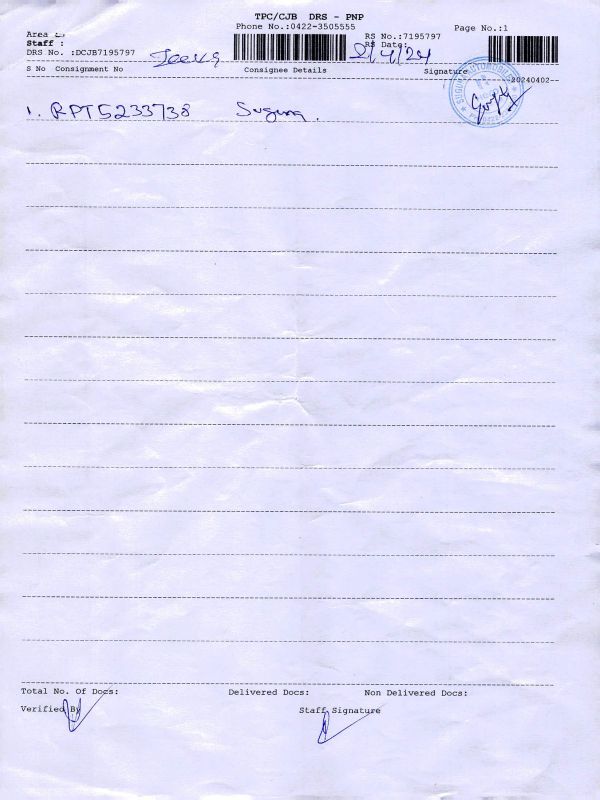 TPC/CJB DRS - PNP
Phone No.:0422-3505555 Page No.:1
Area
Staff : RS No.:7195797
DRS No. :DCJB7195797 RS Date: 2/4/24
S No Consignment No Consignee Details Signature
--20240402--
1. RPT5233738 Suguna.
Total No. Of Docs: Delivered Docs: Non Delivered Docs:
Verified By Staff Signature